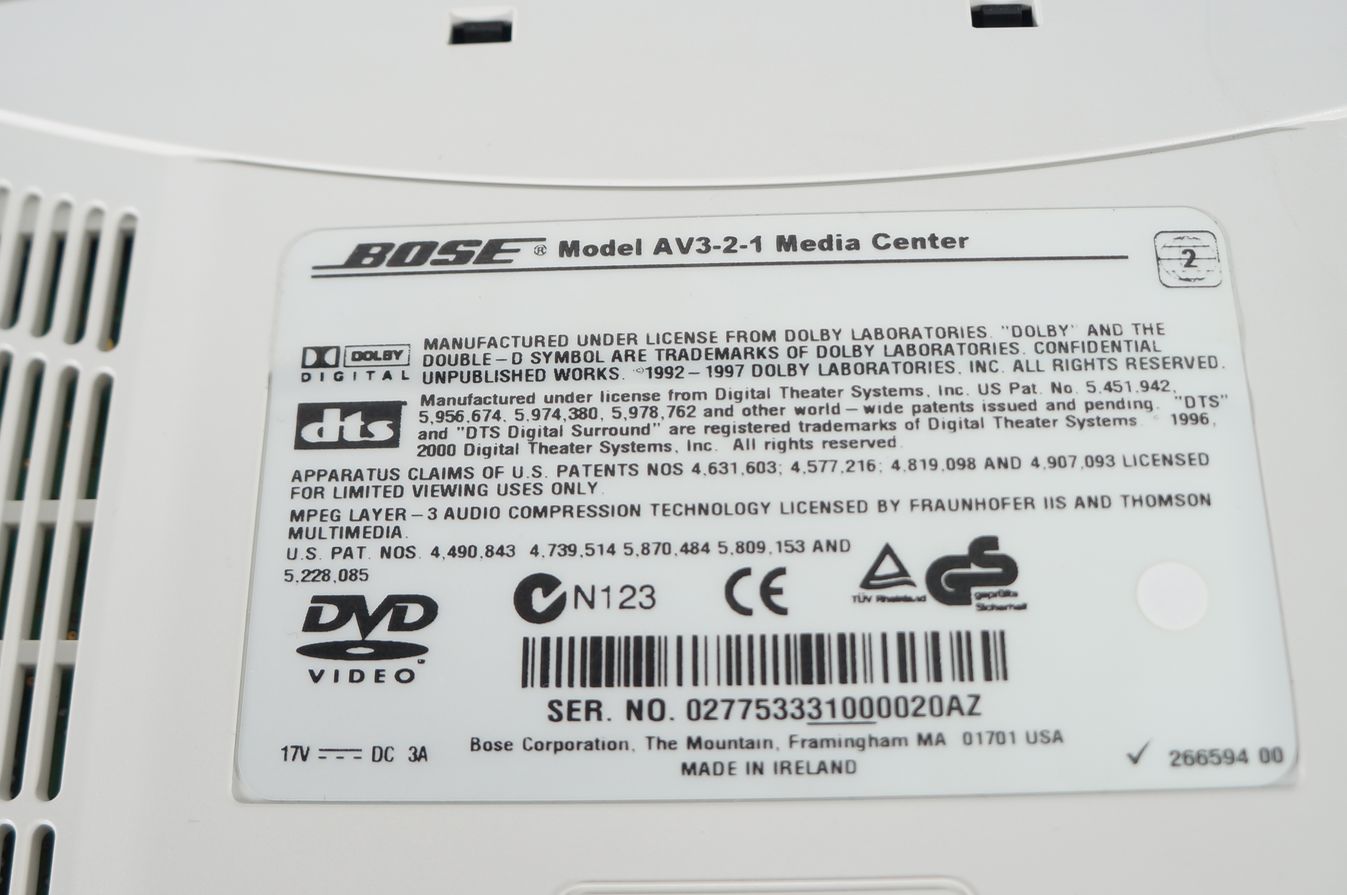 BOSE® Model AV3-2-1 Media Center
2
DOLBY
DIGITAL
MANUFACTURED UNDER LICENSE FROM DOLBY LABORATORIES. "DOLBY" AND THE
DOUBLE-D SYMBOL ARE TRADEMARKS OF DOLBY LABORATORIES. CONFIDENTIAL
UNPUBLISHED WORKS. ©1992-1997 DOLBY LABORATORIES, INC. ALL RIGHTS RESERVED.
dts
Manufactured under license from Digital Theater Systems, Inc. US Pat. No. 5,451,942,
5,956,674, 5,974,380, 5,978,762 and other world-wide patents issued and pending. "DTS"
and "DTS Digital Surround" are registered trademarks of Digital Theater Systems. © 1996,
2000 Digital Theater Systems, Inc. All rights reserved.
APPARATUS CLAIMS OF U.S. PATENTS NOS 4,631,603; 4,577,216; 4,819,098 AND 4,907,093 LICENSED
FOR LIMITED VIEWING USES ONLY.
MPEG LAYER-3 AUDIO COMPRESSION TECHNOLOGY LICENSED BY FRAUNHOFER IIS AND THOMSON
MULTIMEDIA.
U.S. PAT. NOS. 4,490,843 4,739,514 5,870,484 5,809,153 AND
5,228,085
DVD
VIDEO™
N123
CE
TÜV Rheinland
GS
geprüfte
Sicherheit
SER. NO. 027753331000020AZ
17V DC 3A
Bose Corporation, The Mountain, Framingham MA 01701 USA
MADE IN IRELAND
✓ 266594 00